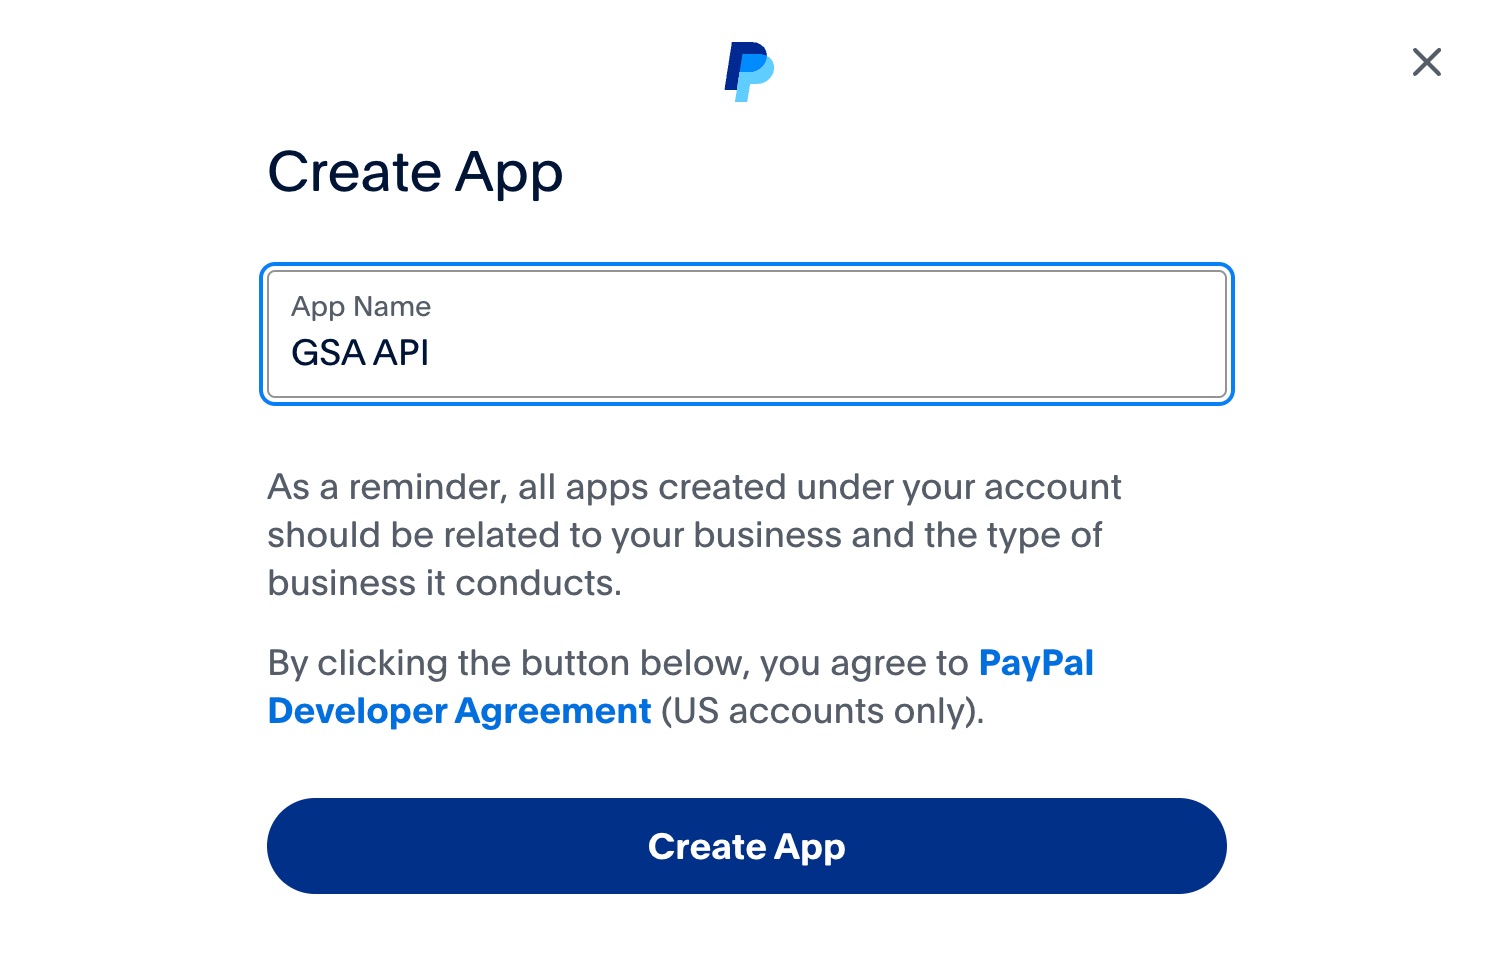 Create App
App Name
GSA API
As a reminder, all apps created under your account
should be related to your business and the type of
business it conducts.
By clicking the button below, you agree to PayPal
Developer Agreement (US accounts only).
Create App